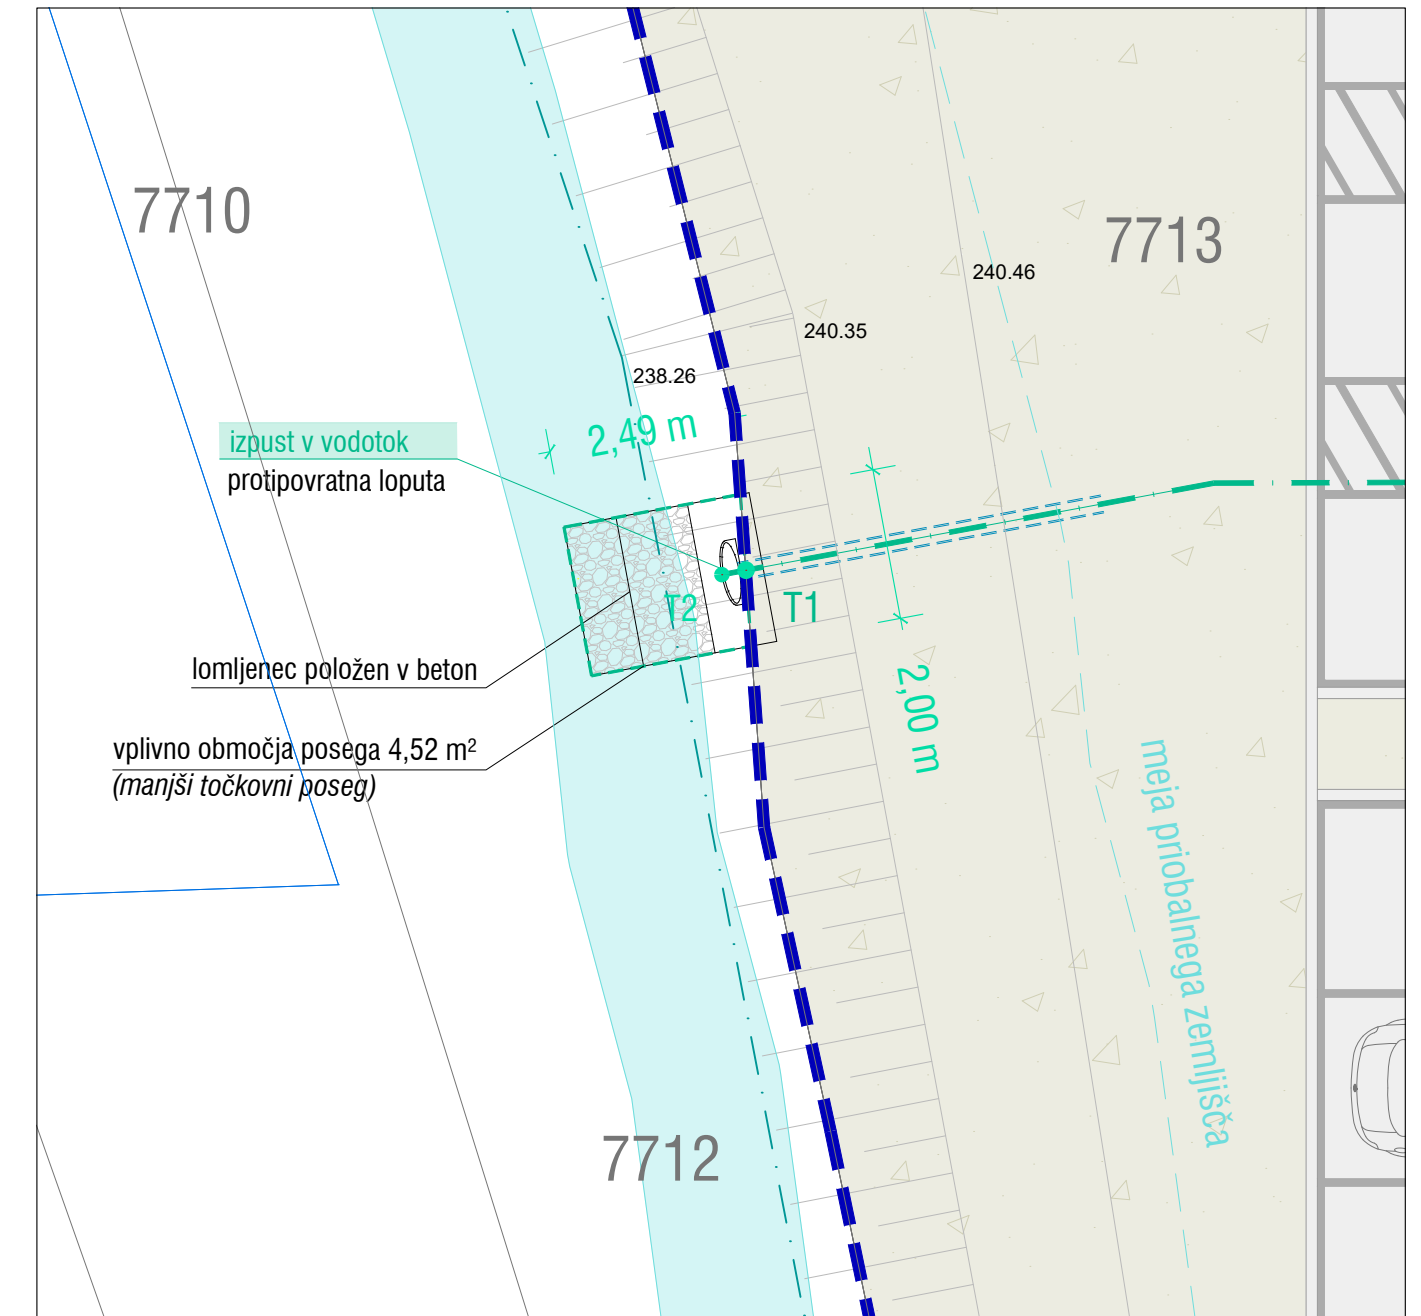 7710
7713
240.46
240.35
238.26
2,49 m
izpust v vodotok
protipovratna loputa
T2
T1
lomljenec položen v beton
2,00 m
vplivno območja posega 4,52 m²
(manjši točkovni poseg)
meja priobalnega zemljišča
7712